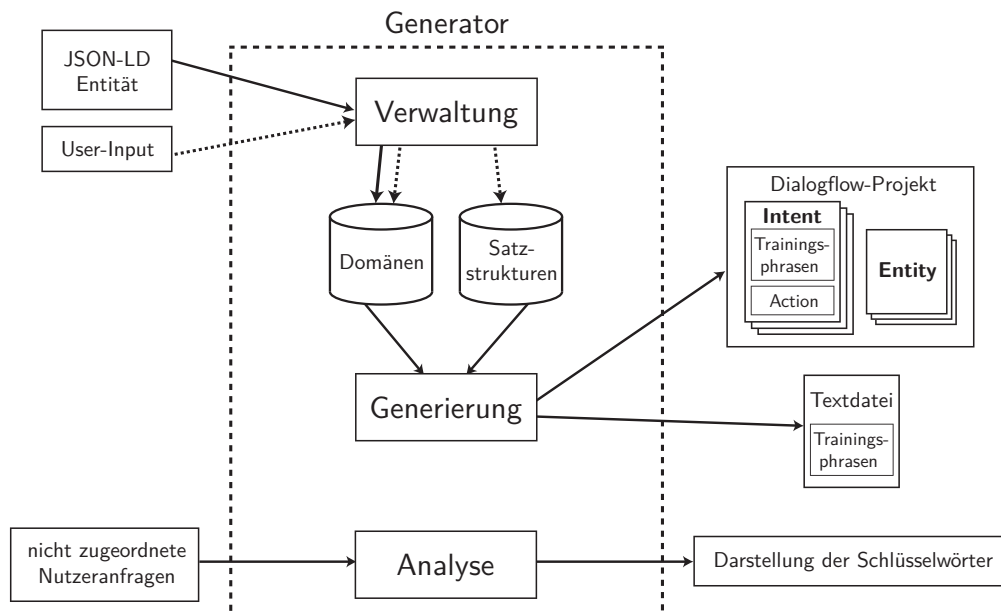 Generator
JSON-LD
Entität
User-Input
Verwaltung
Domänen
Satz-
strukturen
Dialogflow-Projekt
Intent
Trainings-
phrasen
Action
Entity
Generierung
Textdatei
Trainings-
phrasen
nicht zugeordnete
Nutzeranfragen
Analyse
Darstellung der Schlüsselwörter